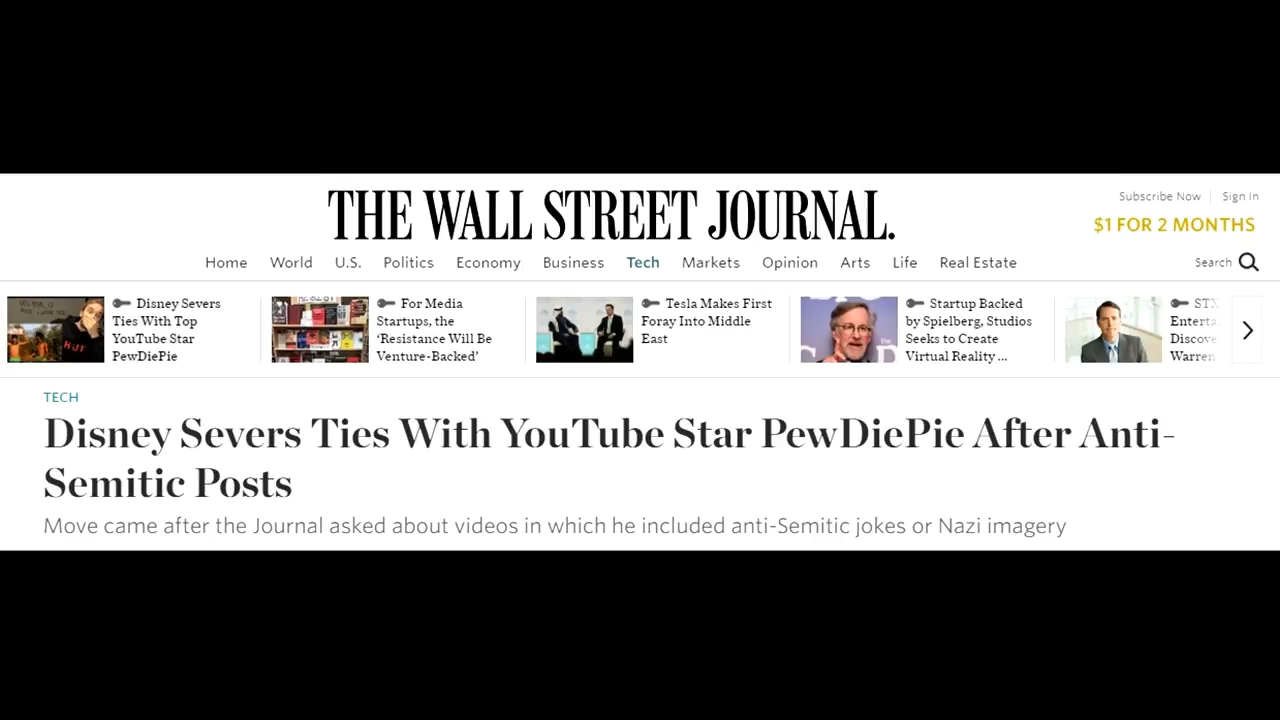 THE WALL STREET JOURNAL.
Subscribe Now | Sign In
$1 FOR 2 MONTHS
Home World U.S. Politics Economy Business Tech Markets Opinion Arts Life Real Estate
Search
Disney Severs
Ties With Top
YouTube Star
PewDiePie
For Media
Startups, the
‘Resistance Will Be
Venture-Backed’
Tesla Makes First
Foray Into Middle
East
Startup Backed
by Spielberg, Studios
Seeks to Create
Virtual Reality ...
STX
Enterta
Discove
Warren
TECH
Disney Severs Ties With YouTube Star PewDiePie After Anti-
Semitic Posts
Move came after the Journal asked about videos in which he included anti-Semitic jokes or Nazi imagery